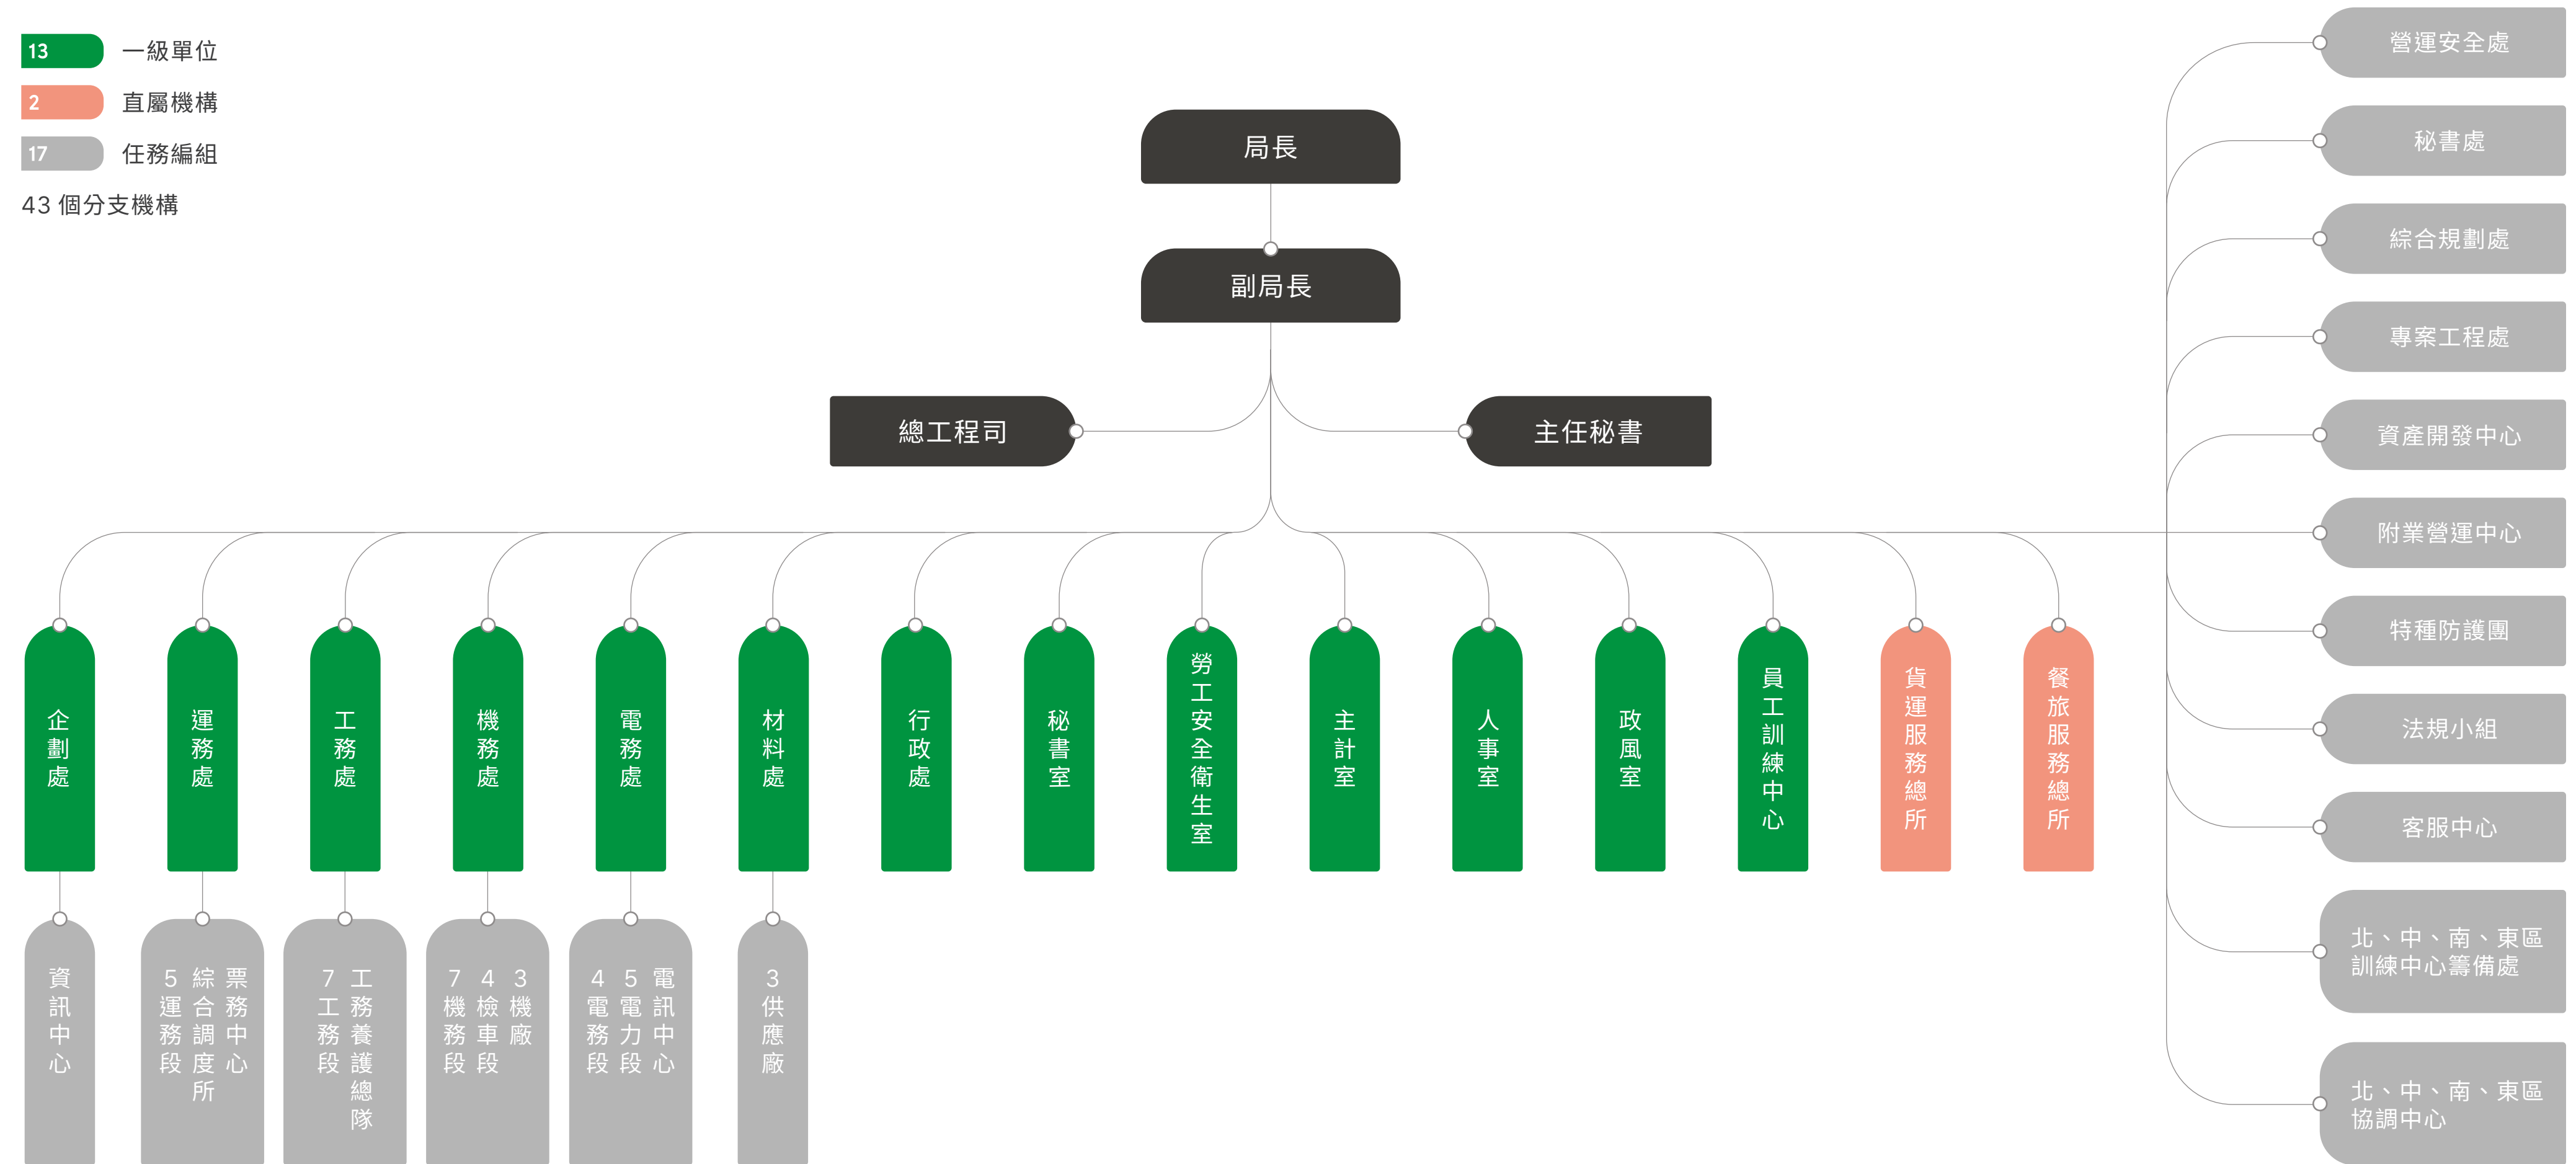 13 一級單位
2 直屬機構
17 任務編組
43 個分支機構
局長
副局長
總工程司
主任秘書
企劃處
運務處
工務處
機務處
電務處
材料處
行政處
秘書室
勞工安全衛生室
主計室
人事室
政風室
員工訓練中心
貨運服務總所
餐旅服務總所
資訊中心
票務中心
綜合調度所
5運務段
工務養護總隊
7工務段
3機廠
4檢車段
7機務段
電訊中心
5電力段
4電務段
3供應廠
營運安全處
秘書處
綜合規劃處
專案工程處
資產開發中心
附業營運中心
特種防護團
法規小組
客服中心
北、中、南、東區
訓練中心籌備處
北、中、南、東區
協調中心